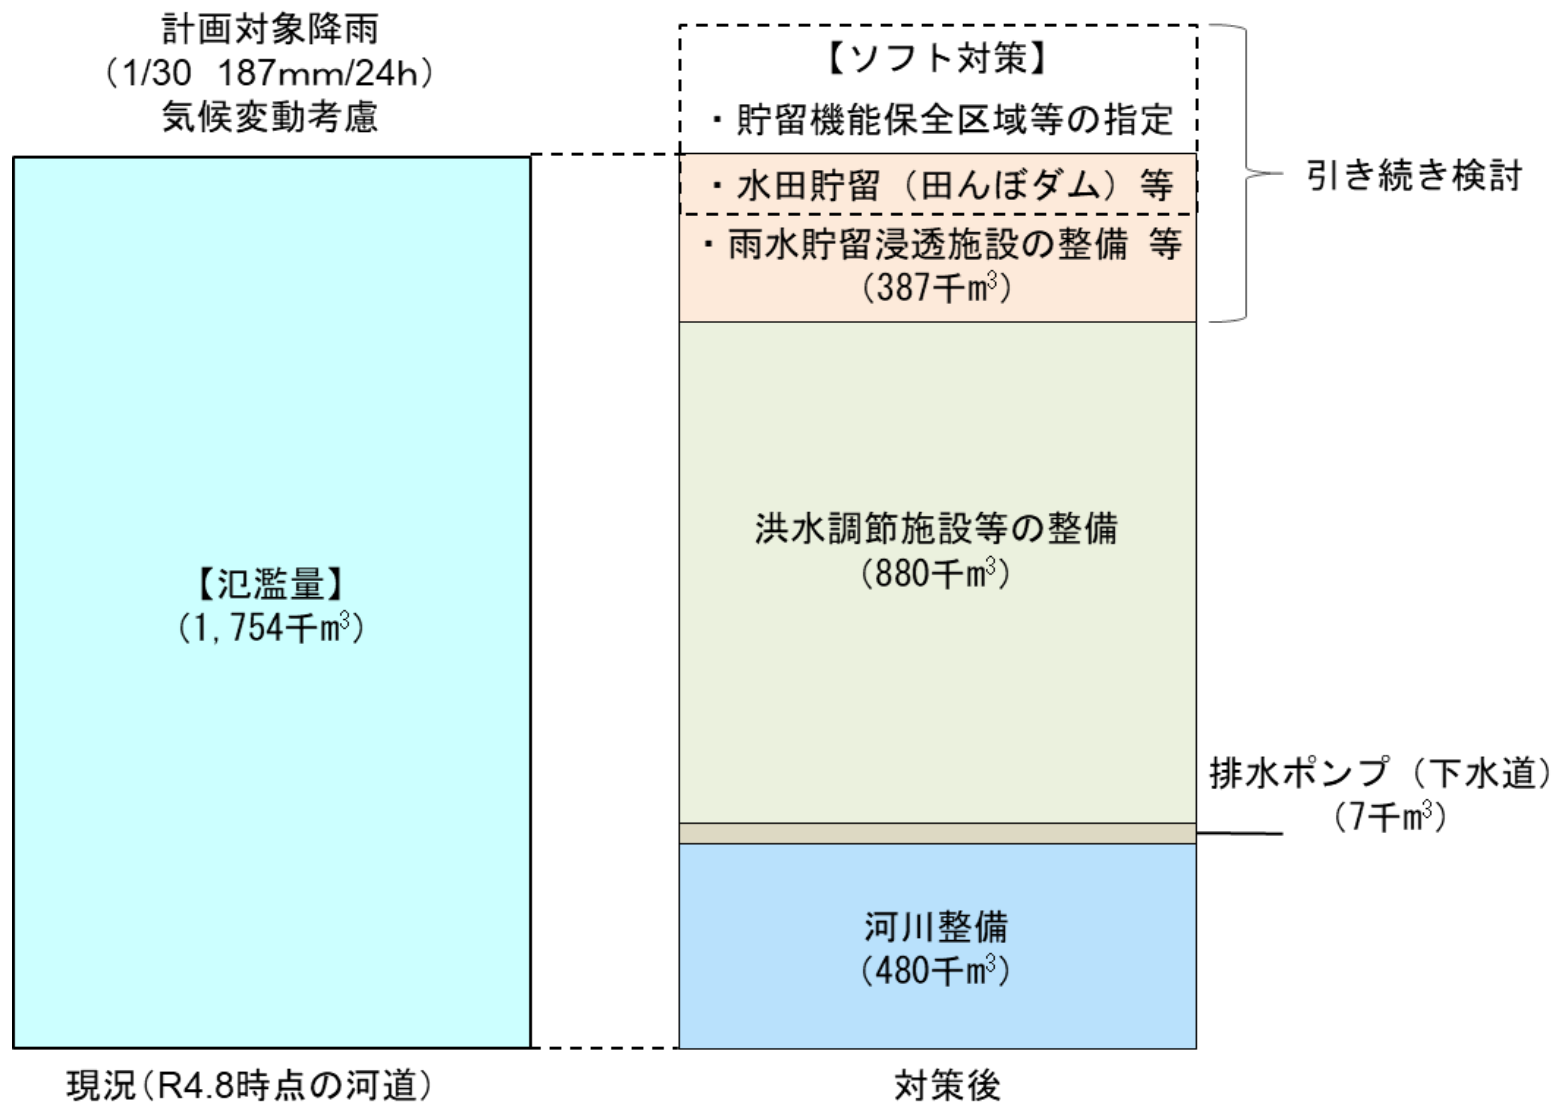 計画対象降雨
（1/30　187mm/24h）
気候変動考慮
【氾濫量】
（1,754千m³）
現況（R4.8時点の河道）
【ソフト対策】
・貯留機能保全区域等の指定
・水田貯留（田んぼダム）等
・雨水貯留浸透施設の整備 等
（387千m³）
引き続き検討
洪水調節施設等の整備
（880千m³）
排水ポンプ（下水道）
（7千m³）
河川整備
（480千m³）
対策後